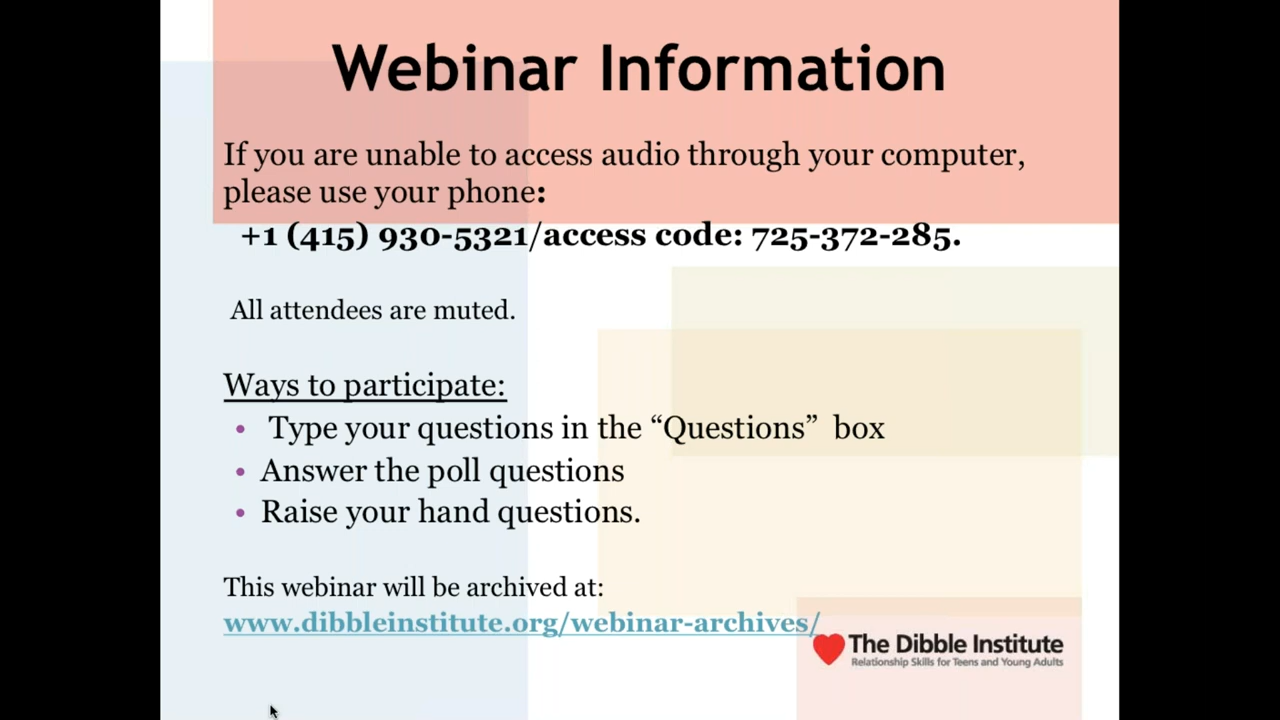 Webinar Information
If you are unable to access audio through your computer,
please use your phone:
+1 (415) 930-5321/access code: 725-372-285.
All attendees are muted.
Ways to participate:
• Type your questions in the “Questions” box
• Answer the poll questions
• Raise your hand questions.
This webinar will be archived at:
www.dibbleinstitute.org/webinar-archives/
The Dibble Institute
Relationship Skills for Teens and Young Adults